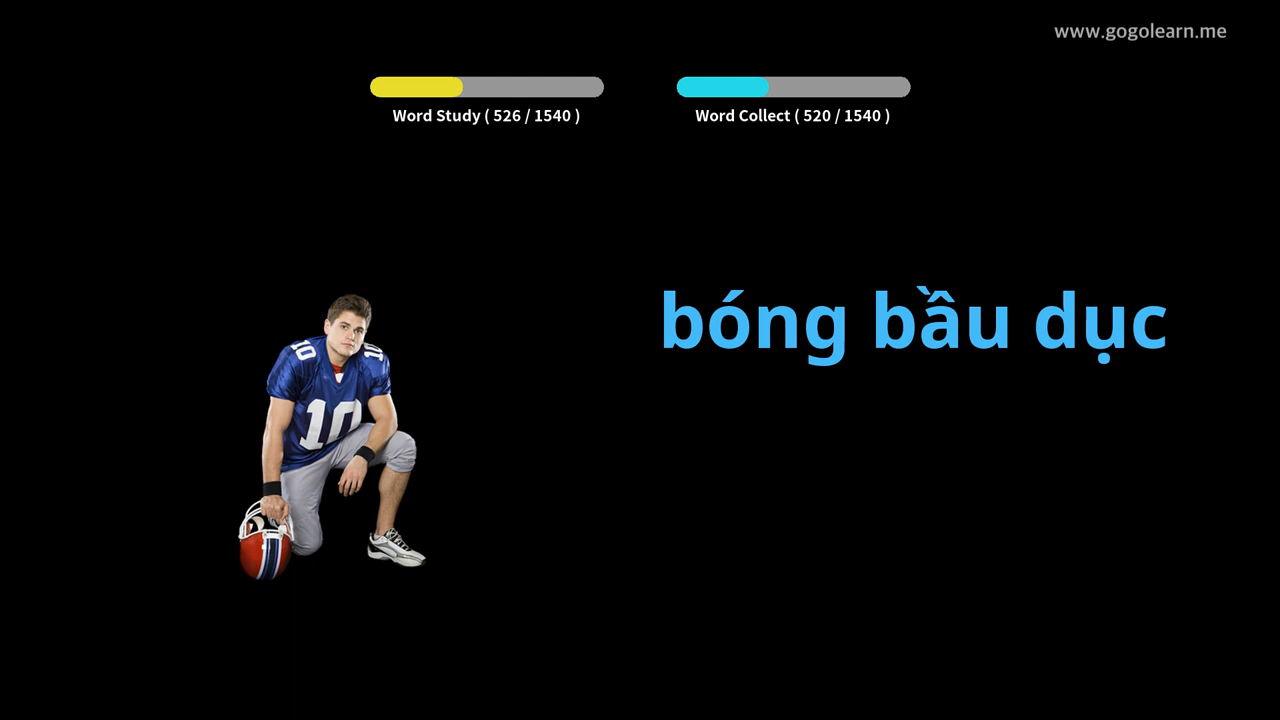 www.gogolearn.me
Word Study ( 526 / 1540 )
Word Collect ( 520 / 1540 )
bóng bầu dục
10
10
10